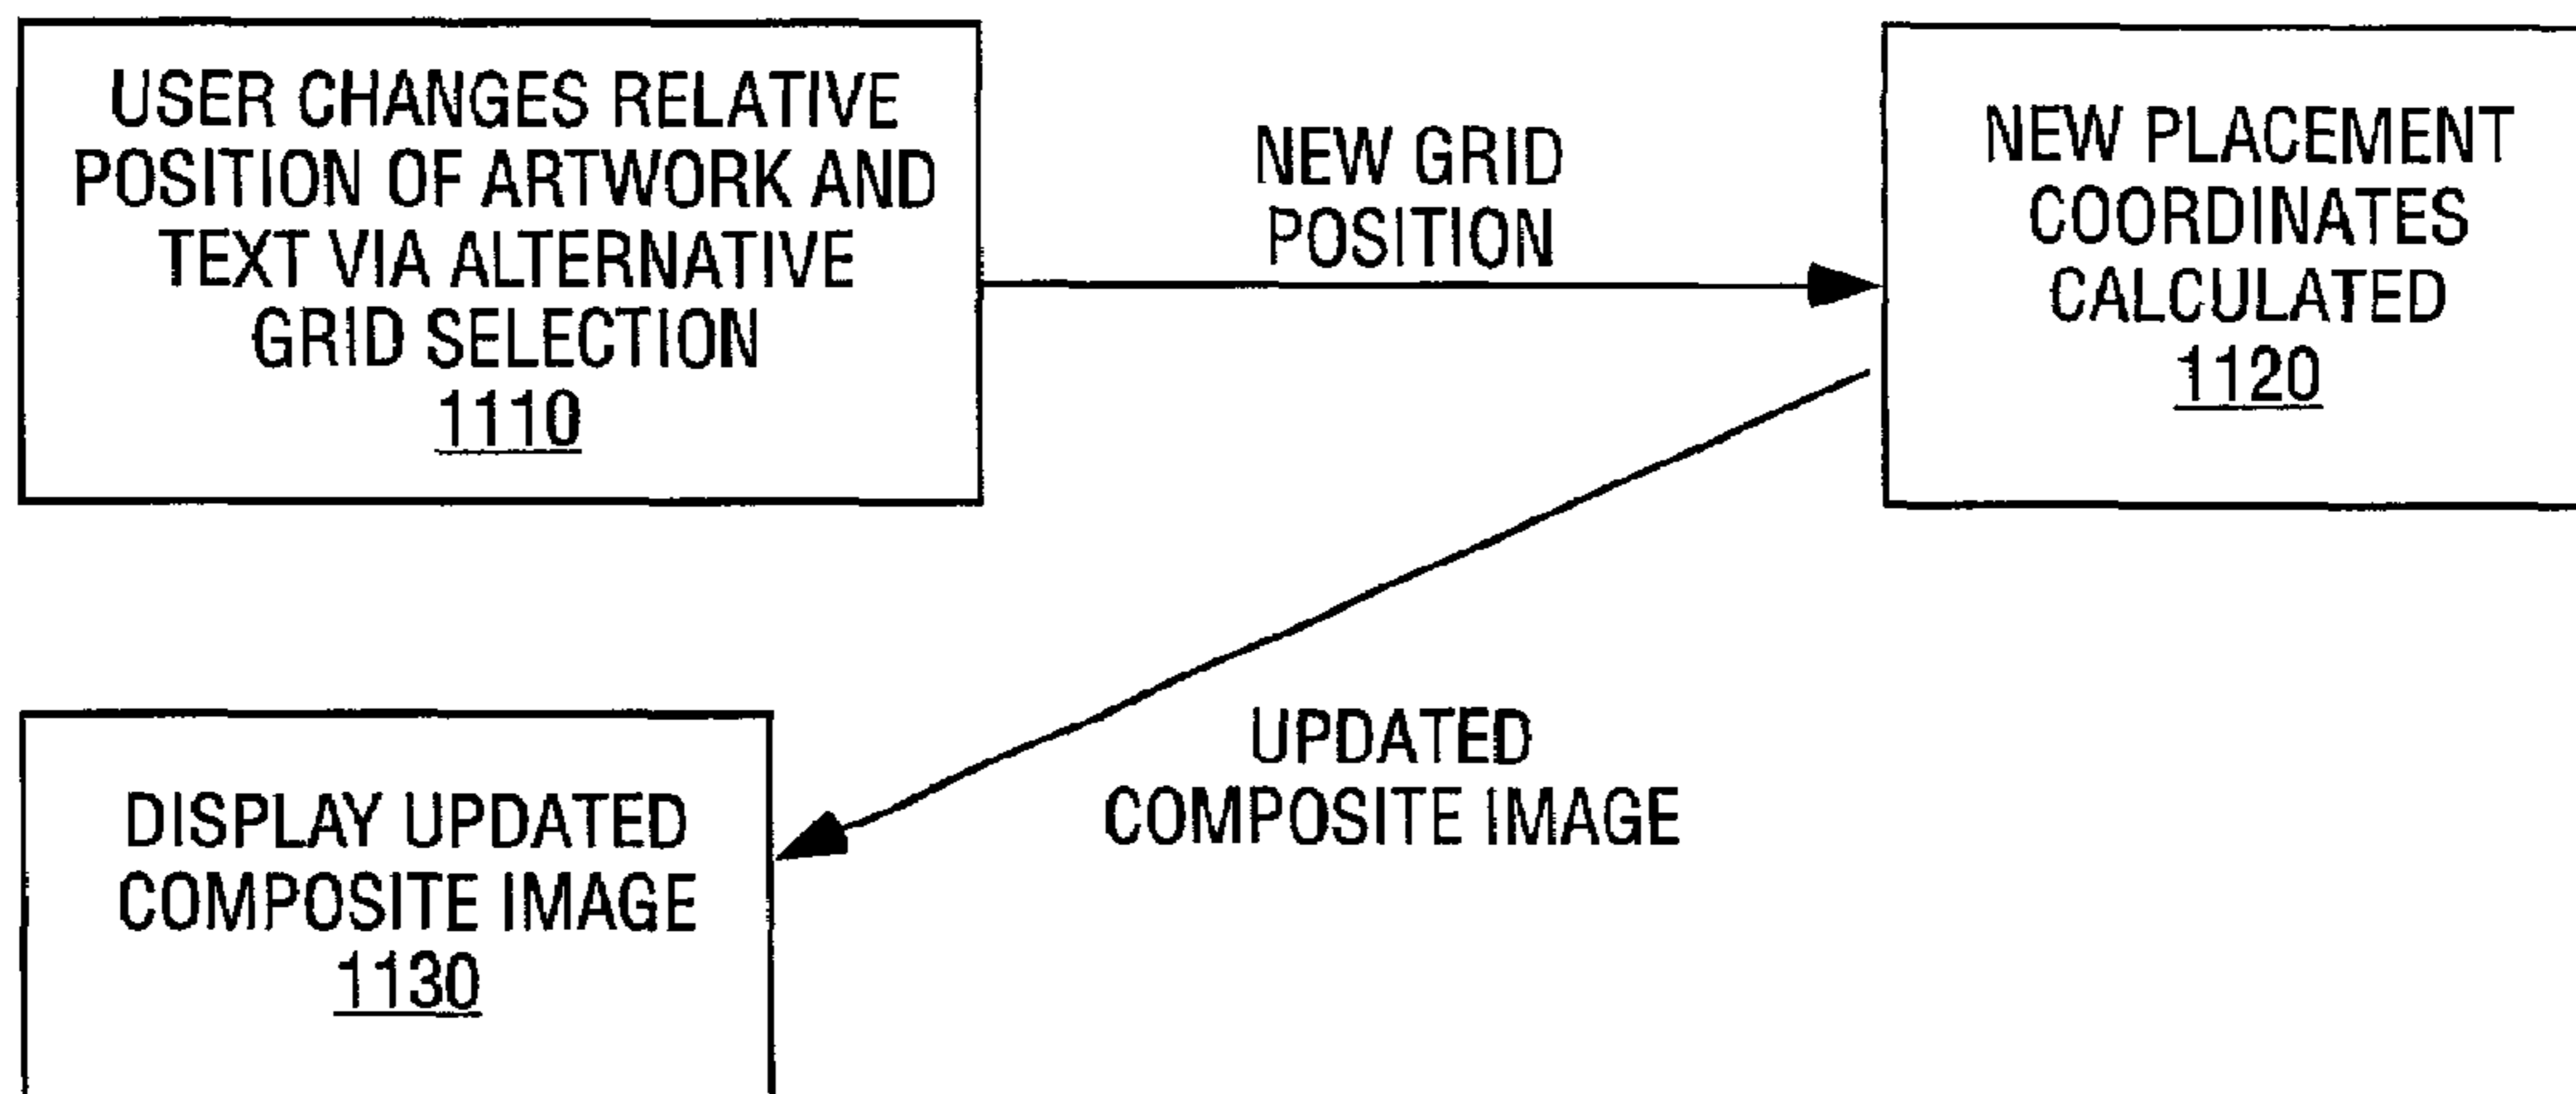 USER CHANGES RELATIVE
POSITION OF ARTWORK AND
TEXT VIA ALTERNATIVE
GRID SELECTION
1110
NEW GRID
POSITION
NEW PLACEMENT
COORDINATES
CALCULATED
1120
UPDATED
COMPOSITE IMAGE
DISPLAY UPDATED
COMPOSITE IMAGE
1130